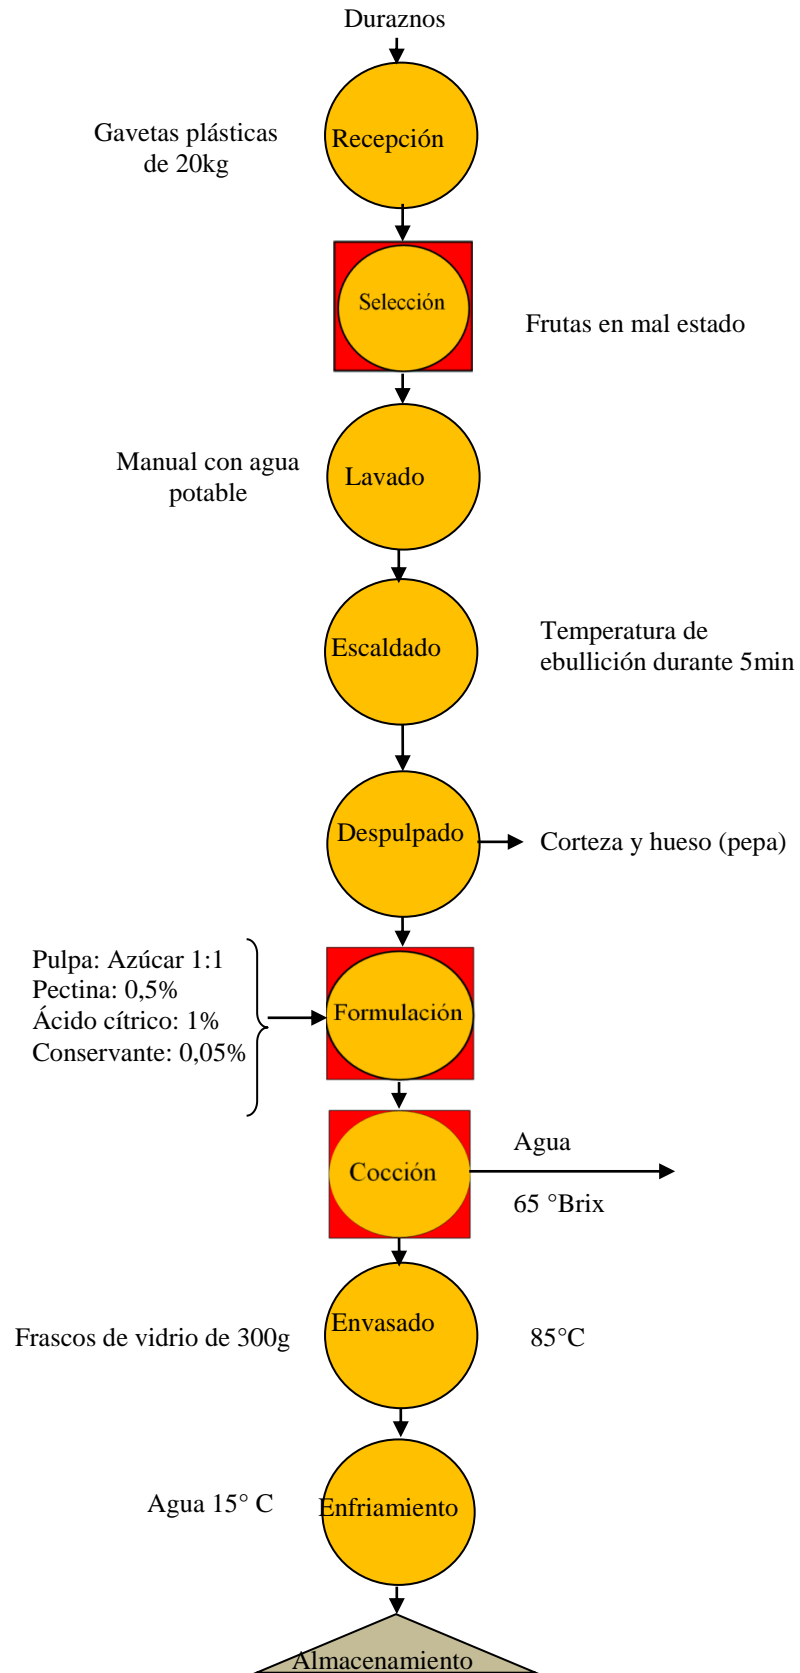 Duraznos
Gavetas plásticas
de 20kg
Recepción
Selección
Frutas en mal estado
Manual con agua
potable
Lavado
Escaldado
Temperatura de
ebullición durante 5min
Despulpado
Corteza y hueso (pepa)
Pulpa: Azúcar 1:1
Pectina: 0,5%
Ácido cítrico: 1%
Conservante: 0,05%
Formulación
Cocción
Agua
65 °Brix
Frascos de vidrio de 300g
Envasado
85°C
Agua 15° C
Enfriamiento
Almacenamiento